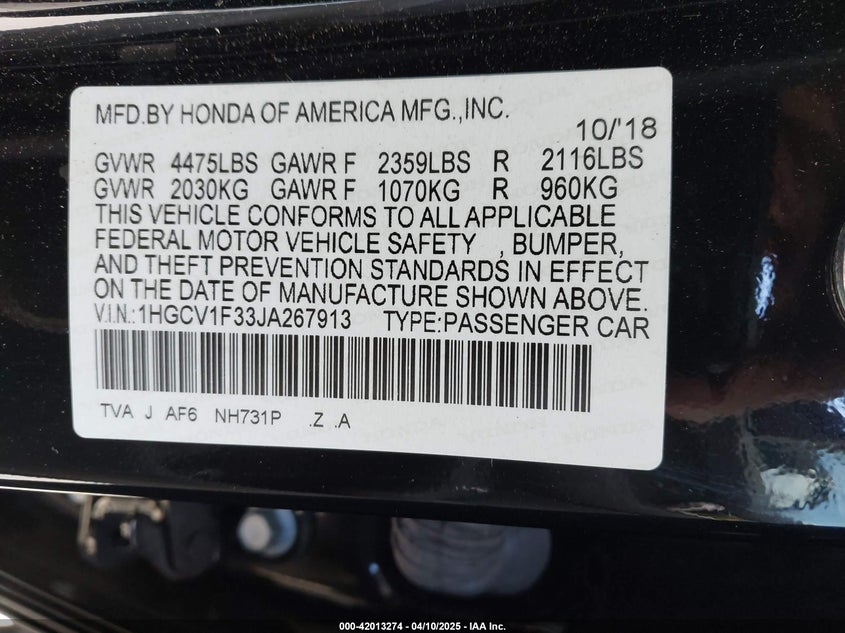 MFD.BY HONDA OF AMERICA MFG.,INC.
10/'18
GVWR 4475LBS GAWR F 2359LBS R 2116LBS
GVWR 2030KG GAWR F 1070KG R 960KG
THIS VEHICLE CONFORMS TO ALL APPLICABLE
FEDERAL MOTOR VEHICLE SAFETY , BUMPER,
AND THEFT PREVENTION STANDARDS IN EFFECT
ON THE DATE OF MANUFACTURE SHOWN ABOVE.
V.I.N.:1HGCV1F33JA267913 TYPE:PASSENGER CAR
TVA J AF6 NH731P .Z .A
000-42013274 - 04/10/2025 - IAA Inc.